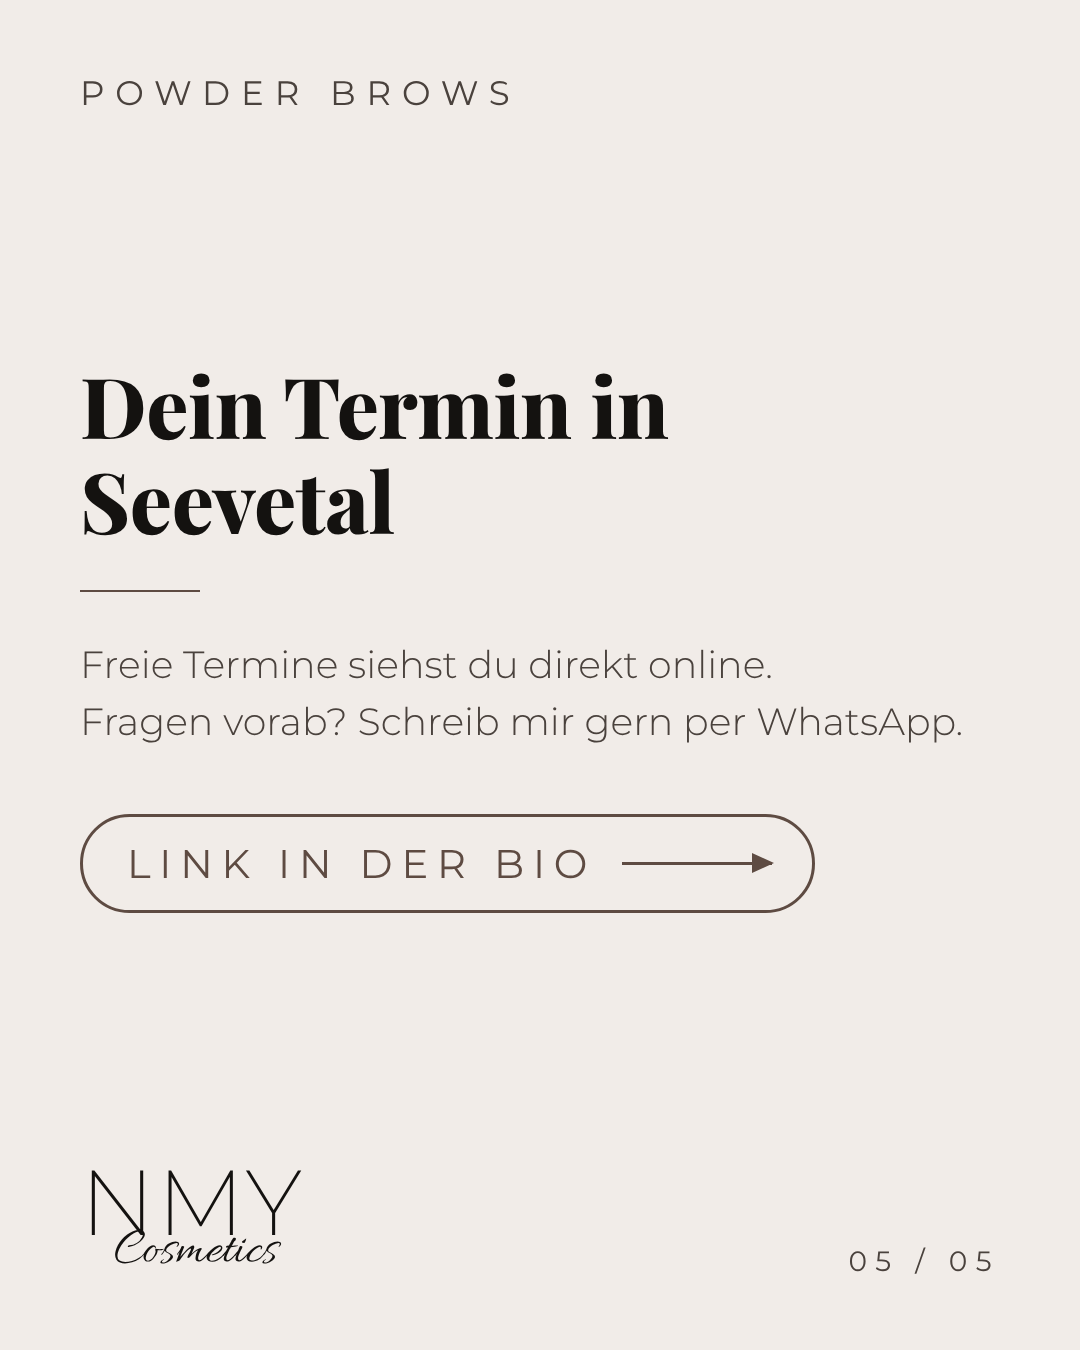 POWDER BROWS
Dein Termin in
Seevetal
Freie Termine siehst du direkt online.
Fragen vorab? Schreib mir gern per WhatsApp.
LINK IN DER BIO
NMY
Cosmetics
05 / 05